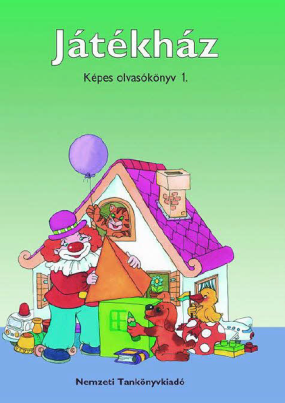 Játékház
Képes olvasókönyv 1.
Nemzeti Tankönyvkiadó